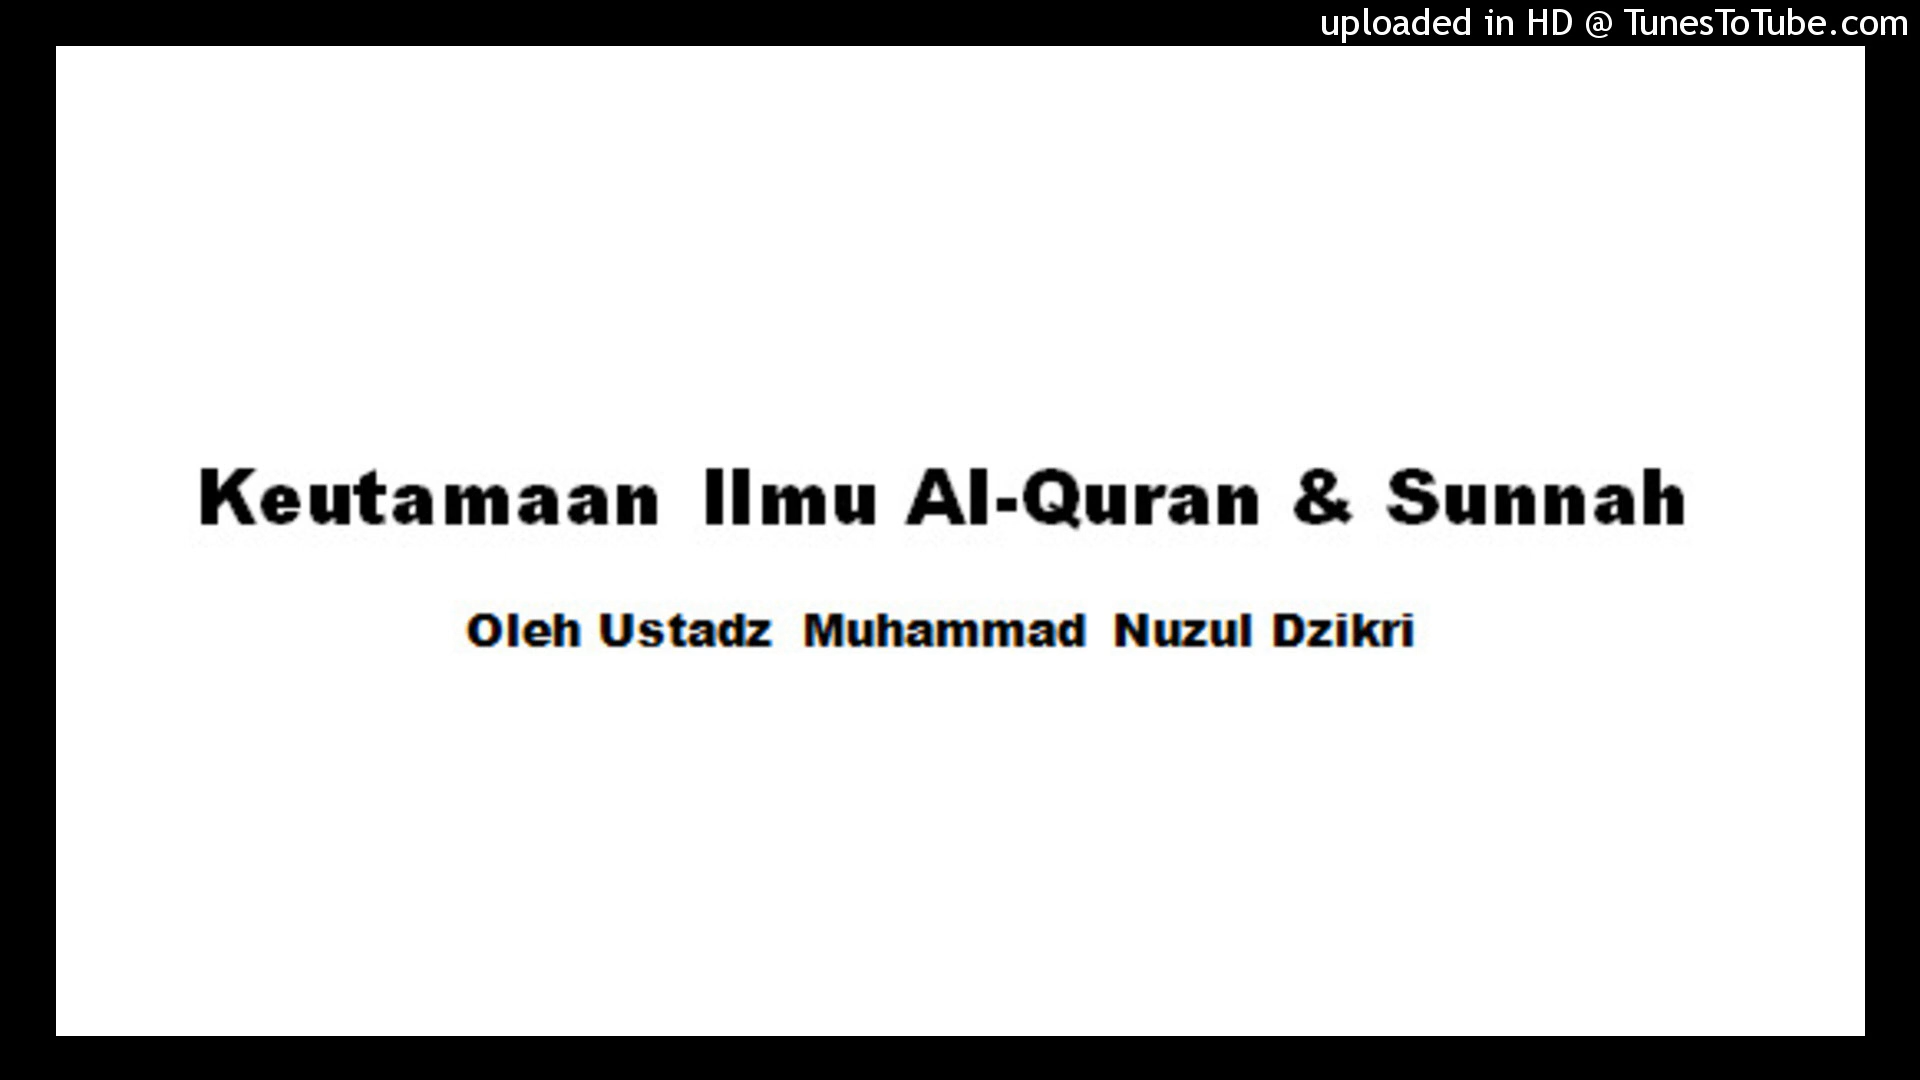 uploaded in HD @ TunesToTube.com
Keutamaan Ilmu Al-Quran & Sunnah
Oleh Ustadz Muhammad Nuzul Dzikri